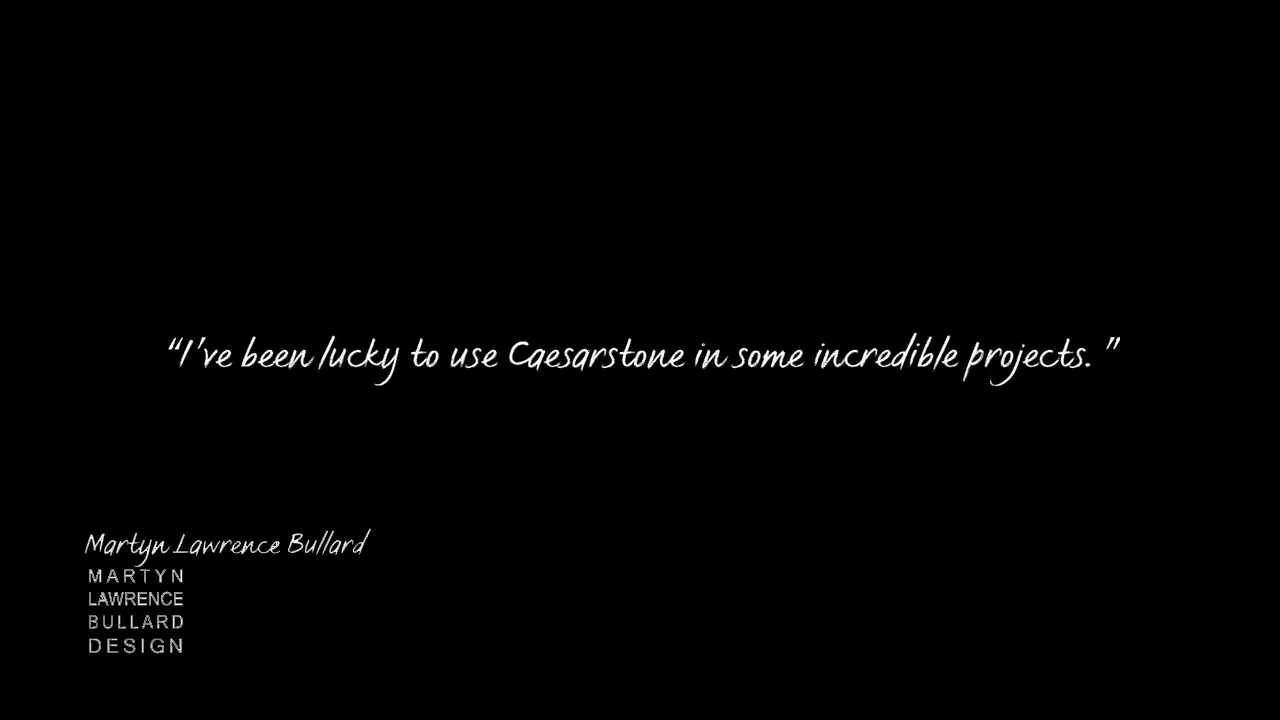 “I've been lucky to use Caesarstone in some incredible projects. ”
Martyn Lawrence Bullard
MARTYN
LAWRENCE
BULLARD
DESIGN